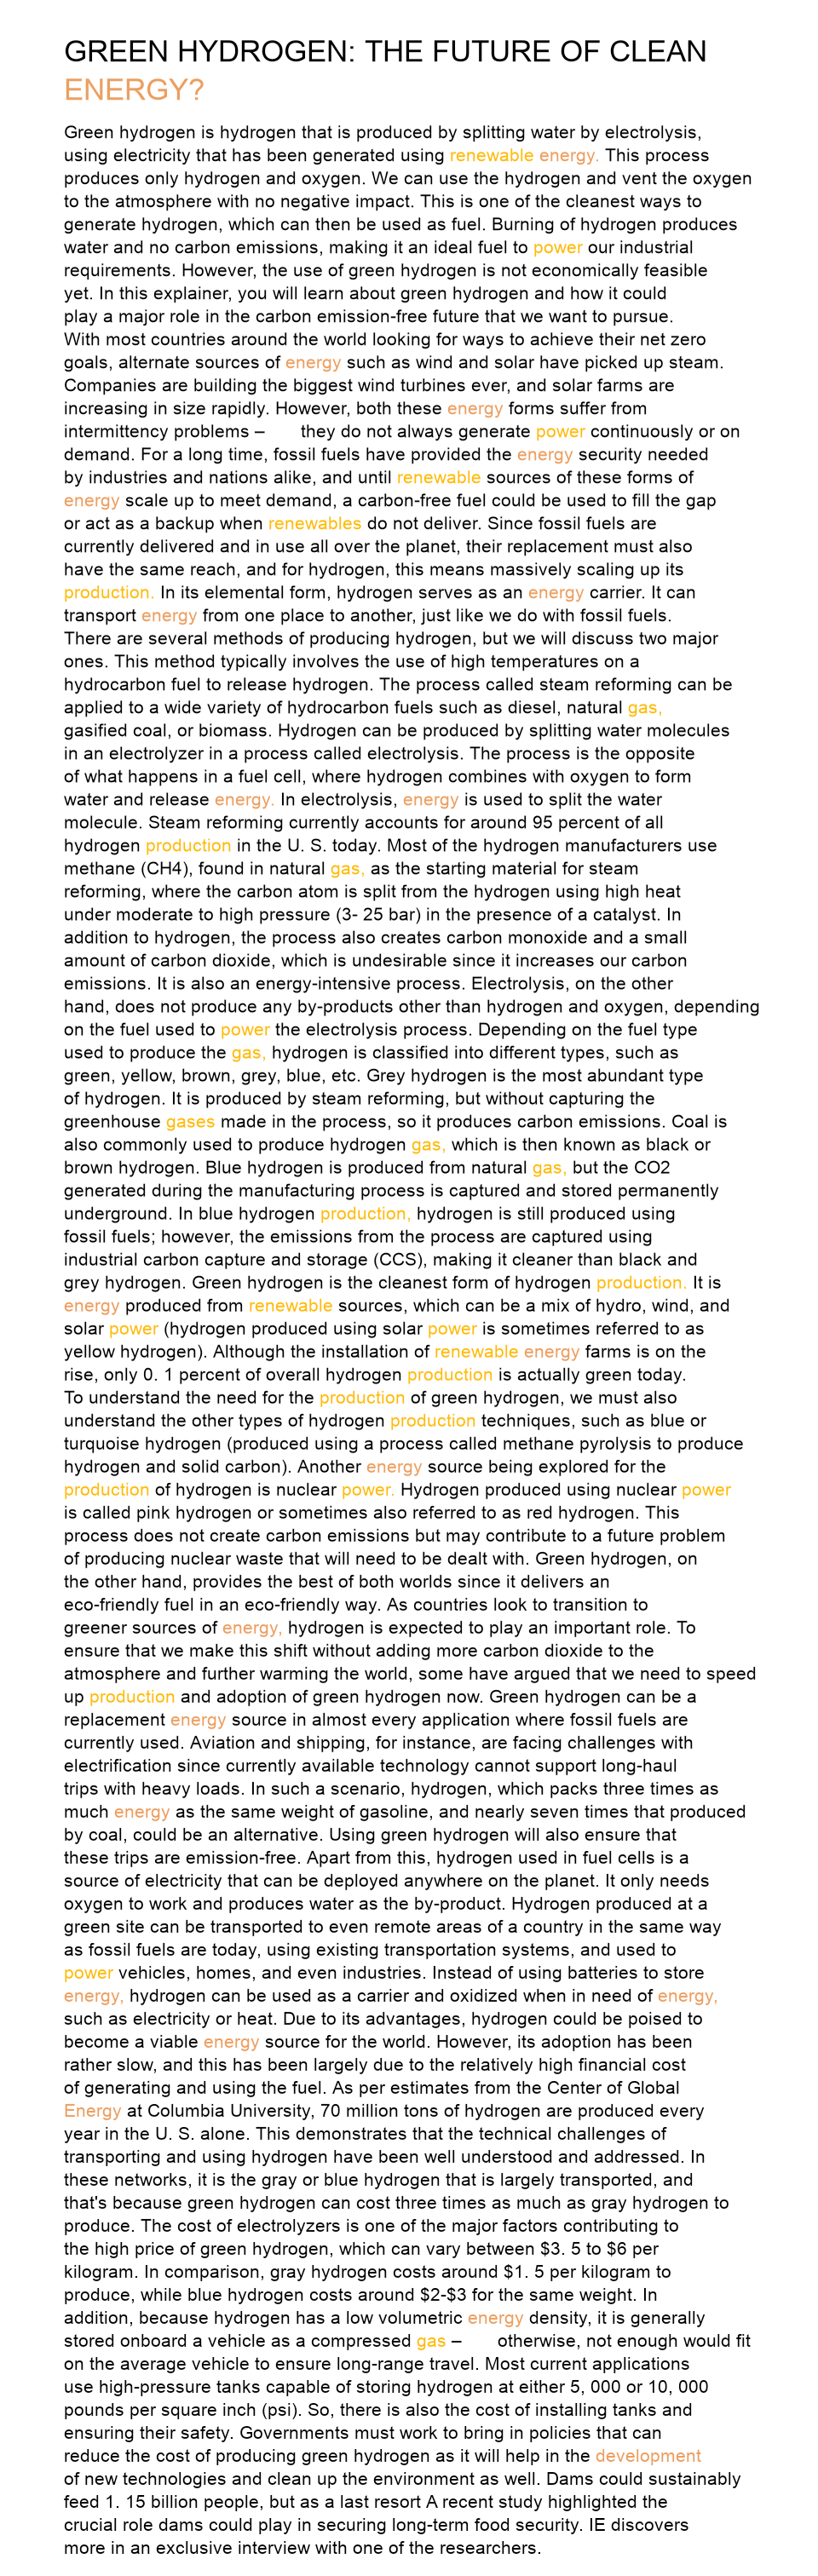 GREEN HYDROGEN: THE FUTURE OF CLEAN
ENERGY?
Green hydrogen is hydrogen that is produced by splitting water by electrolysis,
using electricity that has been generated using renewable energy. This process
produces only hydrogen and oxygen. We can use the hydrogen and vent the oxygen
to the atmosphere with no negative impact. This is one of the cleanest ways to
generate hydrogen, which can then be used as fuel. Burning of hydrogen produces
water and no carbon emissions, making it an ideal fuel to power our industrial
requirements. However, the use of green hydrogen is not economically feasible
yet. In this explainer, you will learn about green hydrogen and how it could
play a major role in the carbon emission-free future that we want to pursue.
With most countries around the world looking for ways to achieve their net zero
goals, alternate sources of energy such as wind and solar have picked up steam.
Companies are building the biggest wind turbines ever, and solar farms are
increasing in size rapidly. However, both these energy forms suffer from
intermittency problems – they do not always generate power continuously or on
demand. For a long time, fossil fuels have provided the energy security needed
by industries and nations alike, and until renewable sources of these forms of
energy scale up to meet demand, a carbon-free fuel could be used to fill the gap
or act as a backup when renewables do not deliver. Since fossil fuels are
currently delivered and in use all over the planet, their replacement must also
have the same reach, and for hydrogen, this means massively scaling up its
production. In its elemental form, hydrogen serves as an energy carrier. It can
transport energy from one place to another, just like we do with fossil fuels.
There are several methods of producing hydrogen, but we will discuss two major
ones. This method typically involves the use of high temperatures on a
hydrocarbon fuel to release hydrogen. The process called steam reforming can be
applied to a wide variety of hydrocarbon fuels such as diesel, natural gas,
gasified coal, or biomass. Hydrogen can be produced by splitting water molecules
in an electrolyzer in a process called electrolysis. The process is the opposite
of what happens in a fuel cell, where hydrogen combines with oxygen to form
water and release energy. In electrolysis, energy is used to split the water
molecule. Steam reforming currently accounts for around 95 percent of all
hydrogen production in the U. S. today. Most of the hydrogen manufacturers use
methane (CH4), found in natural gas, as the starting material for steam
reforming, where the carbon atom is split from the hydrogen using high heat
under moderate to high pressure (3- 25 bar) in the presence of a catalyst. In
addition to hydrogen, the process also creates carbon monoxide and a small
amount of carbon dioxide, which is undesirable since it increases our carbon
emissions. It is also an energy-intensive process. Electrolysis, on the other
hand, does not produce any by-products other than hydrogen and oxygen, depending
on the fuel used to power the electrolysis process. Depending on the fuel type
used to produce the gas, hydrogen is classified into different types, such as
green, yellow, brown, grey, blue, etc. Grey hydrogen is the most abundant type
of hydrogen. It is produced by steam reforming, but without capturing the
greenhouse gases made in the process, so it produces carbon emissions. Coal is
also commonly used to produce hydrogen gas, which is then known as black or
brown hydrogen. Blue hydrogen is produced from natural gas, but the CO2
generated during the manufacturing process is captured and stored permanently
underground. In blue hydrogen production, hydrogen is still produced using
fossil fuels; however, the emissions from the process are captured using
industrial carbon capture and storage (CCS), making it cleaner than black and
grey hydrogen. Green hydrogen is the cleanest form of hydrogen production. It is
energy produced from renewable sources, which can be a mix of hydro, wind, and
solar power (hydrogen produced using solar power is sometimes referred to as
yellow hydrogen). Although the installation of renewable energy farms is on the
rise, only 0. 1 percent of overall hydrogen production is actually green today.
To understand the need for the production of green hydrogen, we must also
understand the other types of hydrogen production techniques, such as blue or
turquoise hydrogen (produced using a process called methane pyrolysis to produce
hydrogen and solid carbon). Another energy source being explored for the
production of hydrogen is nuclear power. Hydrogen produced using nuclear power
is called pink hydrogen or sometimes also referred to as red hydrogen. This
process does not create carbon emissions but may contribute to a future problem
of producing nuclear waste that will need to be dealt with. Green hydrogen, on
the other hand, provides the best of both worlds since it delivers an
eco-friendly fuel in an eco-friendly way. As countries look to transition to
greener sources of energy, hydrogen is expected to play an important role. To
ensure that we make this shift without adding more carbon dioxide to the
atmosphere and further warming the world, some have argued that we need to speed
up production and adoption of green hydrogen now. Green hydrogen can be a
replacement energy source in almost every application where fossil fuels are
currently used. Aviation and shipping, for instance, are facing challenges with
electrification since currently available technology cannot support long-haul
trips with heavy loads. In such a scenario, hydrogen, which packs three times as
much energy as the same weight of gasoline, and nearly seven times that produced
by coal, could be an alternative. Using green hydrogen will also ensure that
these trips are emission-free. Apart from this, hydrogen used in fuel cells is a
source of electricity that can be deployed anywhere on the planet. It only needs
oxygen to work and produces water as the by-product. Hydrogen produced at a
green site can be transported to even remote areas of a country in the same way
as fossil fuels are today, using existing transportation systems, and used to
power vehicles, homes, and even industries. Instead of using batteries to store
energy, hydrogen can be used as a carrier and oxidized when in need of energy,
such as electricity or heat. Due to its advantages, hydrogen could be poised to
become a viable energy source for the world. However, its adoption has been
rather slow, and this has been largely due to the relatively high financial cost
of generating and using the fuel. As per estimates from the Center of Global
Energy at Columbia University, 70 million tons of hydrogen are produced every
year in the U. S. alone. This demonstrates that the technical challenges of
transporting and using hydrogen have been well understood and addressed. In
these networks, it is the gray or blue hydrogen that is largely transported, and
that's because green hydrogen can cost three times as much as gray hydrogen to
produce. The cost of electrolyzers is one of the major factors contributing to
the high price of green hydrogen, which can vary between $3. 5 to $6 per
kilogram. In comparison, gray hydrogen costs around $1. 5 per kilogram to
produce, while blue hydrogen costs around $2-$3 for the same weight. In
addition, because hydrogen has a low volumetric energy density, it is generally
stored onboard a vehicle as a compressed gas – otherwise, not enough would fit
on the average vehicle to ensure long-range travel. Most current applications
use high-pressure tanks capable of storing hydrogen at either 5, 000 or 10, 000
pounds per square inch (psi). So, there is also the cost of installing tanks and
ensuring their safety. Governments must work to bring in policies that can
reduce the cost of producing green hydrogen as it will help in the development
of new technologies and clean up the environment as well. Dams could sustainably
feed 1. 15 billion people, but as a last resort A recent study highlighted the
crucial role dams could play in securing long-term food security. IE discovers
more in an exclusive interview with one of the researchers.